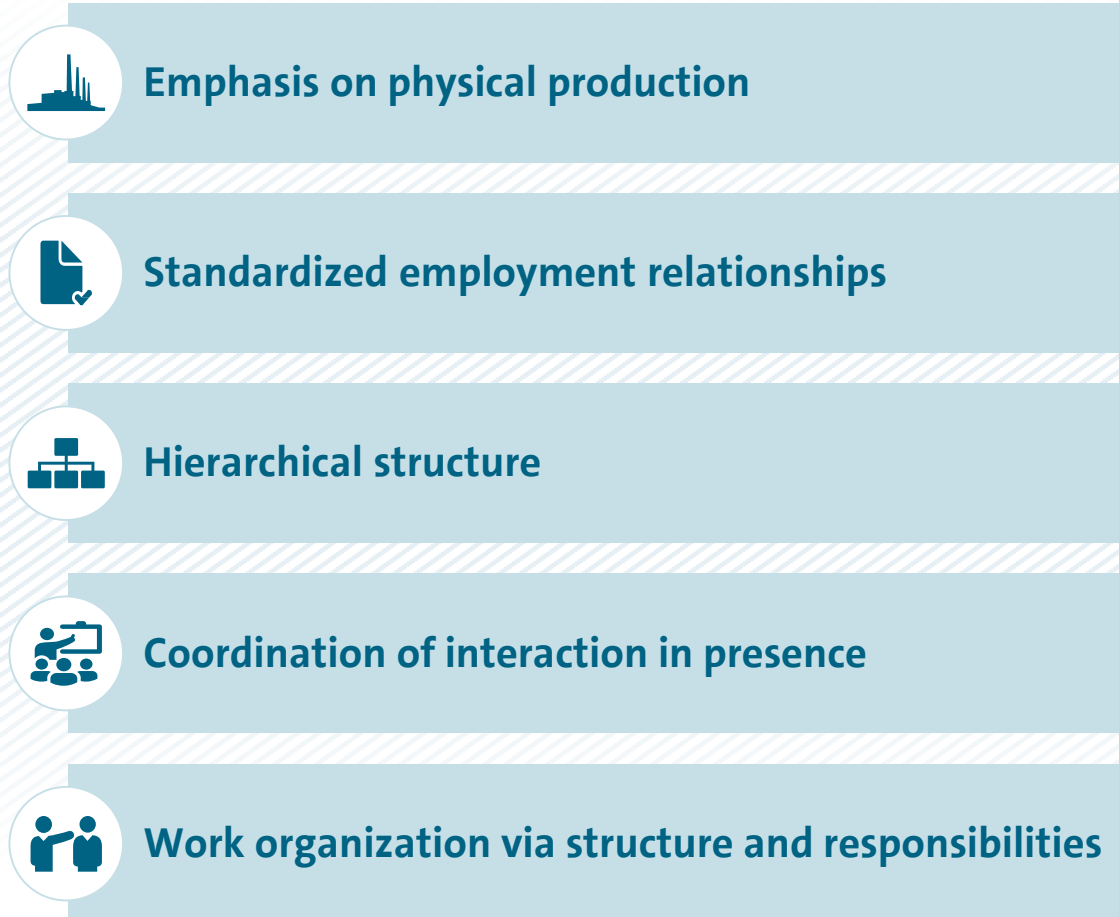 Emphasis on physical production
Standardized employment relationships
Hierarchical structure
Coordination of interaction in presence
Work organization via structure and responsibilities